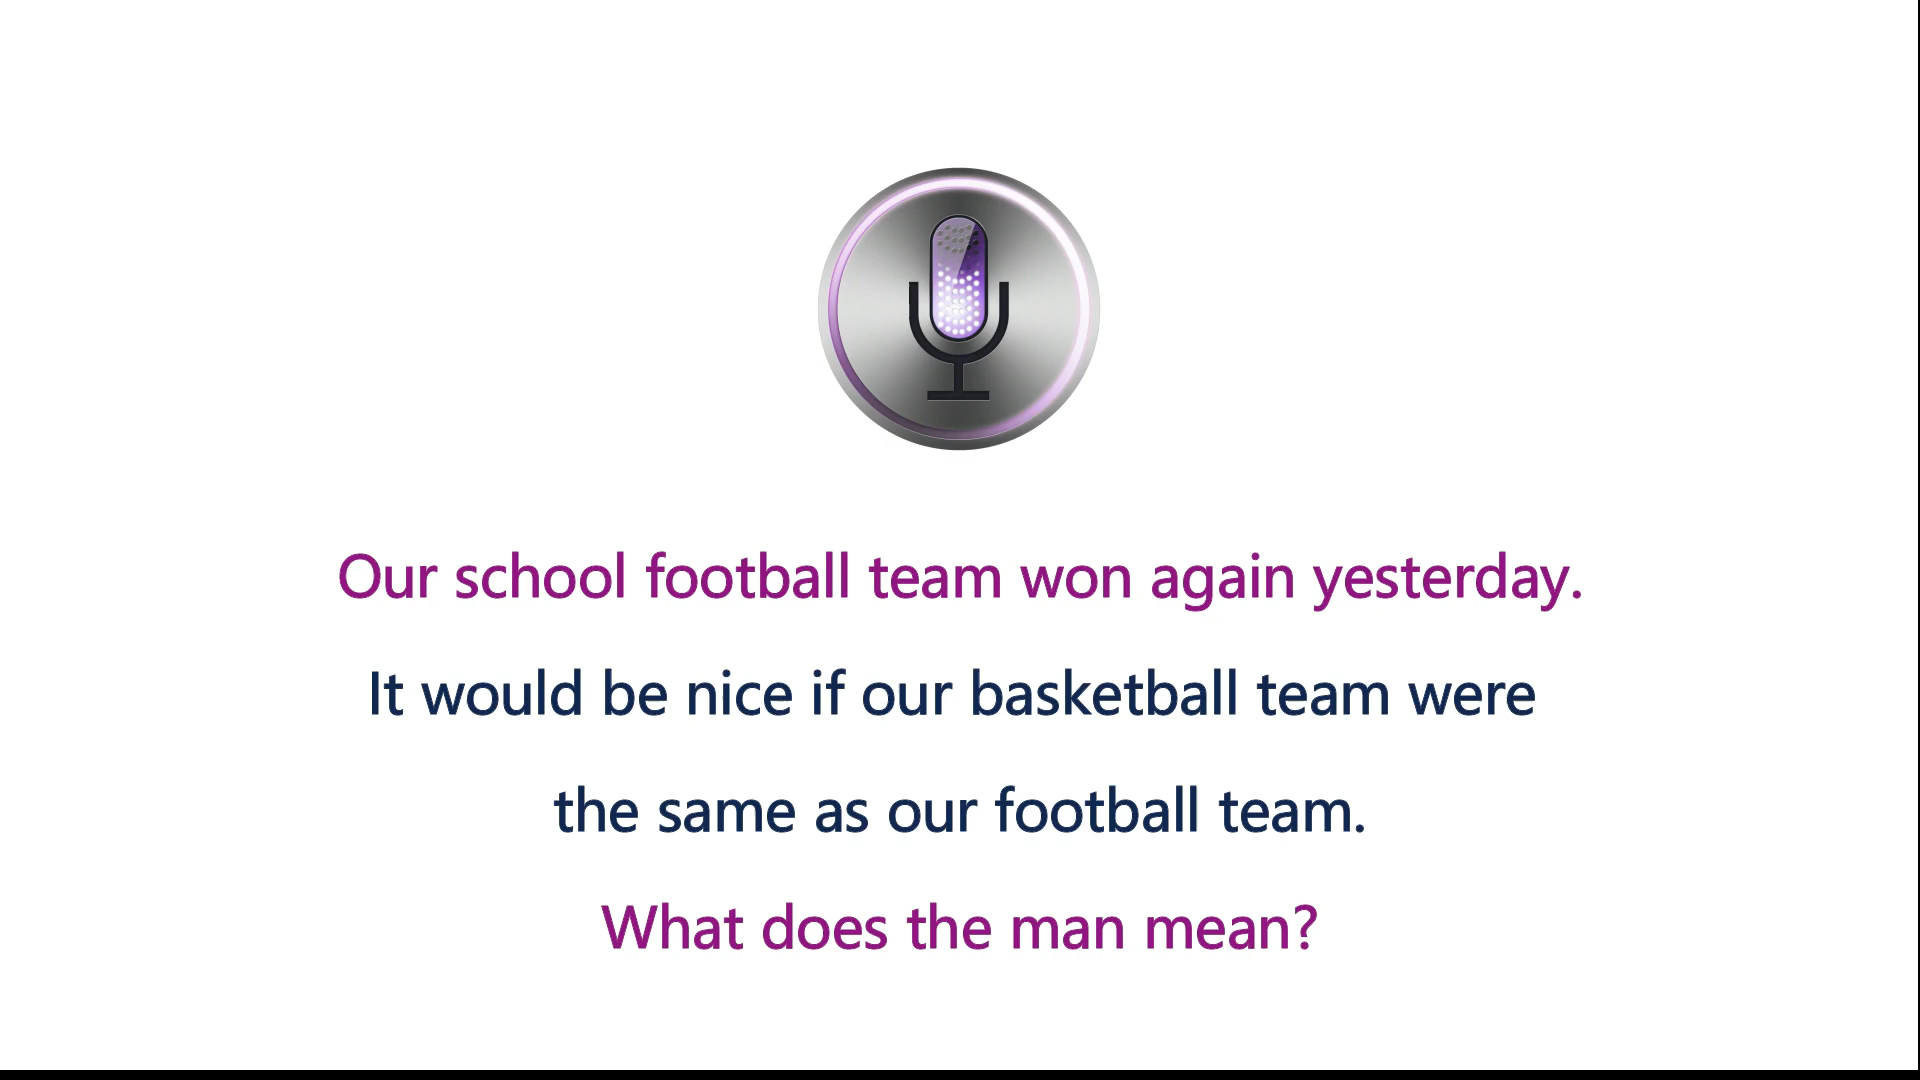 Our school football team won again yesterday.
It would be nice if our basketball team were
the same as our football team.
What does the man mean?